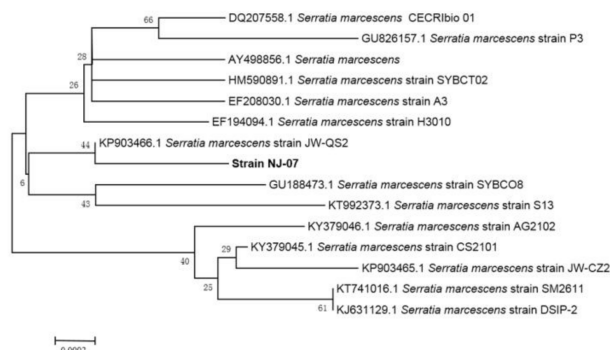 66
DQ207558.1 Serratia marcescens CECRIbio 01
GU826157.1 Serratia marcescens strain P3
28
AY498856.1 Serratia marcescens
HM590891.1 Serratia marcescens strain SYBCT02
26
EF208030.1 Serratia marcescens strain A3
EF194094.1 Serratia marcescens strain H3010
44
KP903466.1 Serratia marcescens strain JW-QS2
Strain NJ-07
6
GU188473.1 Serratia marcescens strain SYBCO8
43
KT992373.1 Serratia marcescens strain S13
KY379046.1 Serratia marcescens strain AG2102
29
KY379045.1 Serratia marcescens strain CS2101
40
KP903465.1 Serratia marcescens strain JW-CZ2
25
KT741016.1 Serratia marcescens strain SM2611
61
KJ631129.1 Serratia marcescens strain DSIP-2